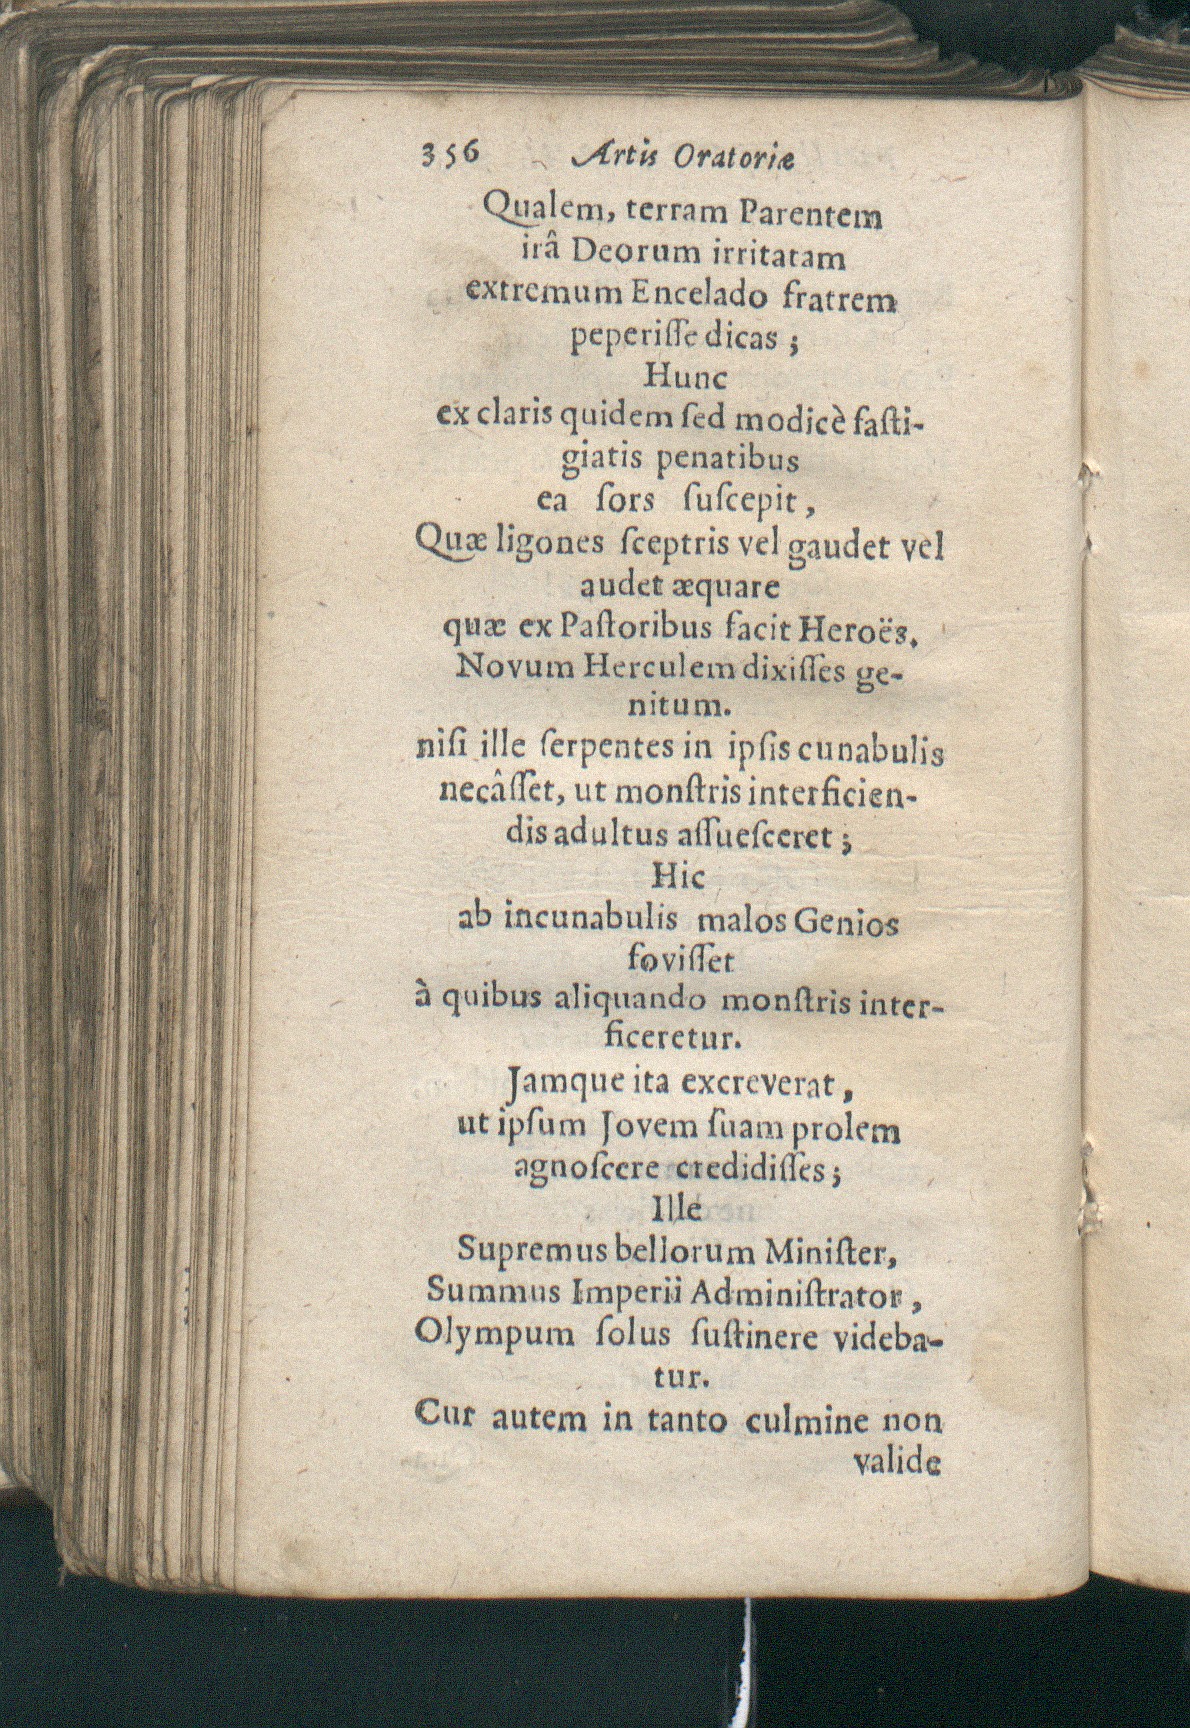 356 Artis Oratoriæ
Qualem, terram Parentem
irâ Deorum irritatam
extremum Encelado fratrem
peperiſſe dicas ;
Hunc
ex claris quidem ſed modicè faſti-
giatis penatibus
ea ſors ſuſcepit ,
Quæ ligones ſceptris vel gaudet vel
audet æquare
quæ ex Paſtoribus facit Heroës.
Novum Herculem dixiſſes ge-
nitum.
niſi ille ſerpentes in ipſis cunabulis
necâſſet, ut monſtris interficien-
dis adultus aſſueſceret ;
Hic
ab incunabulis malos Genios
foviſſet
à quibus aliquando monſtris inter-
ficeretur.
Jamque ita excreverat ,
ut ipſum Jovem ſuam prolem
agnoſcere credidiſſes ;
Ille
Supremus bellorum Miniſter,
Summus Imperii Adminiſtrator ,
Olympum ſolus ſuſtinere videba-
tur.
Cur autem in tanto culmine non
valide